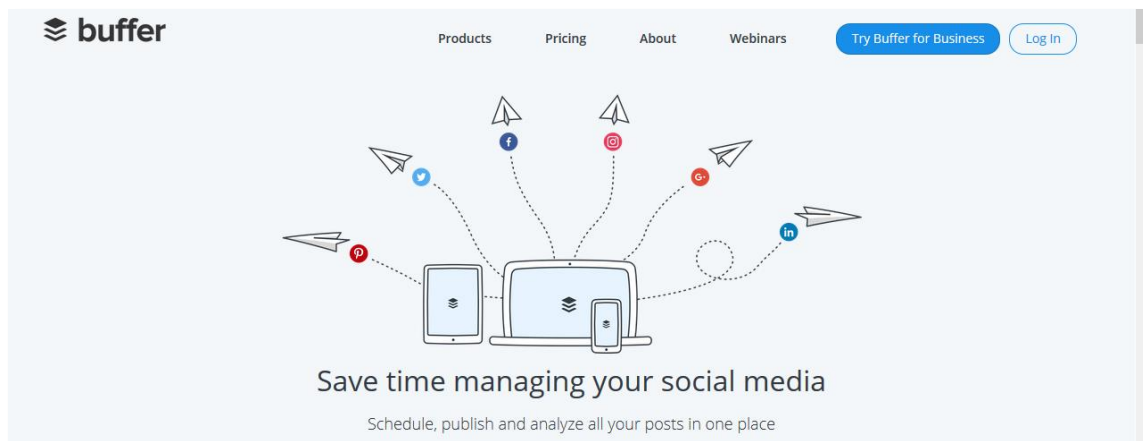 buffer
Products Pricing About Webinars Try Buffer for Business Log In
Save time managing your social media
Schedule, publish and analyze all your posts in one place